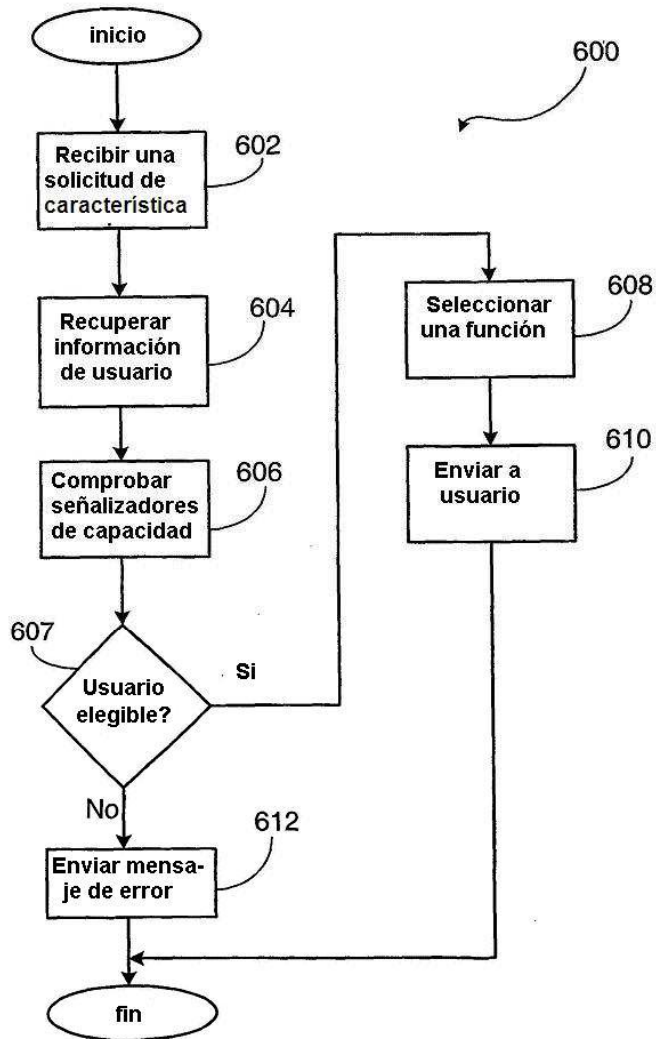 inicio
600
602
Recibir una
solicitud de
característica
604
Recuperar
información
de usuario
606
Comprobar
señalizadores
de capacidad
607
Usuario
elegible?
Si
No
608
Seleccionar
una función
610
Enviar a
usuario
612
Enviar mensa-
je de error
fin